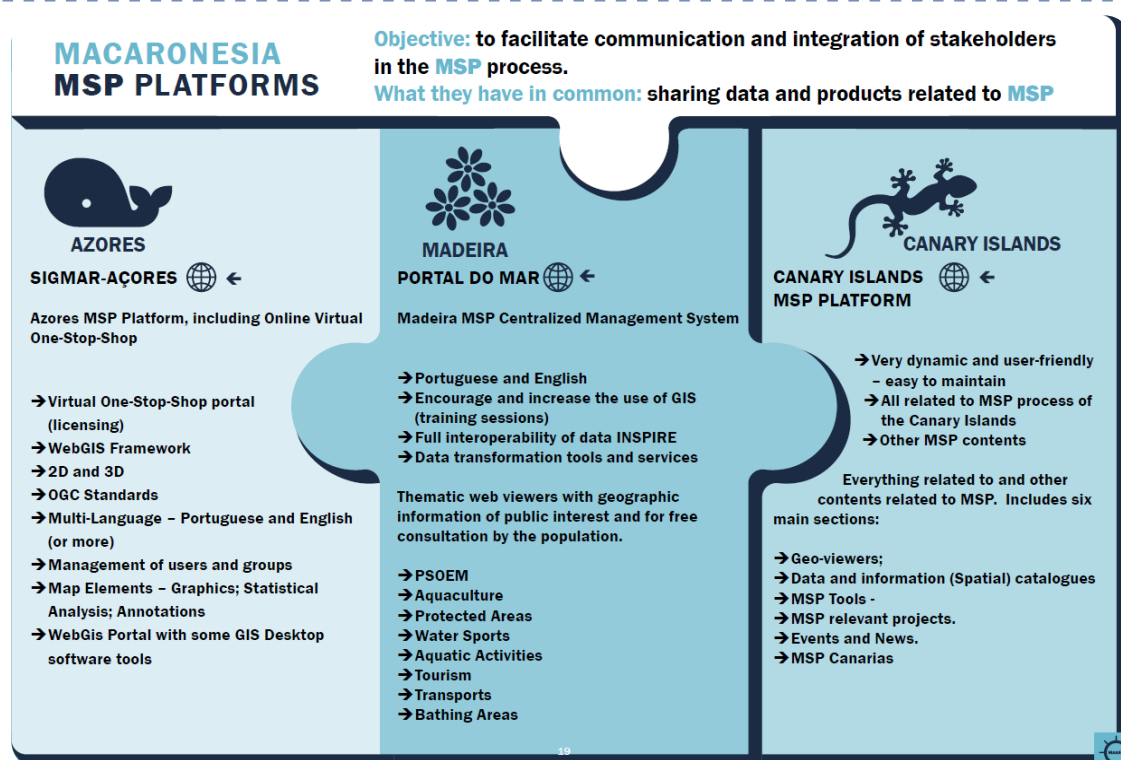 MACARONESIA
MSP PLATFORMS
Objective: to facilitate communication and integration of stakeholders
in the MSP process.
What they have in common: sharing data and products related to MSP
AZORES
SIGMAR-AÇORES
Azores MSP Platform, including Online Virtual
One-Stop-Shop
→Virtual One-Stop-Shop portal
(licensing)
→WebGIS Framework
→2D and 3D
→OGC Standards
→Multi-Language – Portuguese and English
(or more)
→Management of users and groups
→Map Elements – Graphics; Statistical
Analysis; Annotations
→WebGis Portal with some GIS Desktop
software tools
MADEIRA
PORTAL DO MAR
Madeira MSP Centralized Management System
→Portuguese and English
→Encourage and increase the use of GIS
(training sessions)
→Full interoperability of data INSPIRE
→Data transformation tools and services
Thematic web viewers with geographic
information of public interest and for free
consultation by the population.
→PSOEM
→Aquaculture
→Protected Areas
→Water Sports
→Aquatic Activities
→Tourism
→Transports
→Bathing Areas
CANARY ISLANDS
CANARY ISLANDS
MSP PLATFORM
→Very dynamic and user-friendly
– easy to maintain
→All related to MSP process of
the Canary Islands
→Other MSP contents
Everything related to and other
contents related to MSP. Includes six
main sections:
→Geo-viewers;
→Data and information (Spatial) catalogues
→MSP Tools -
→MSP relevant projects.
→Events and News.
→MSP Canarias
19